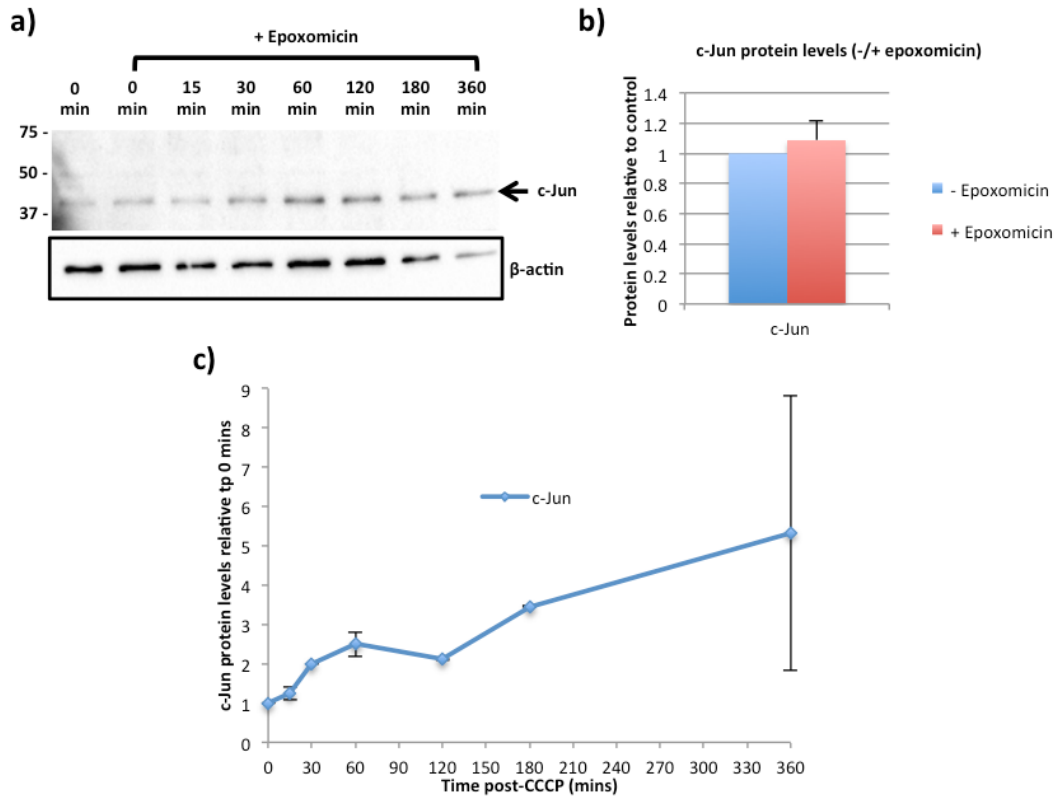 a)
+ Epoxomicin
0 min
0 min
15 min
30 min
60 min
120 min
180 min
360 min
75 -
50 -
37 -
c-Jun
β-actin
b)
c-Jun protein levels (-/+ epoxomicin)
Protein levels relative to control
1.4
1.2
1
0.8
0.6
0.4
0.2
0
c-Jun
- Epoxomicin
+ Epoxomicin
c)
c-Jun protein levels relative tp 0 mins
9
8
7
6
5
4
3
2
1
0
c-Jun
0 30 60 90 120 150 180 210 240 270 300 330 360
Time post-CCCP (mins)